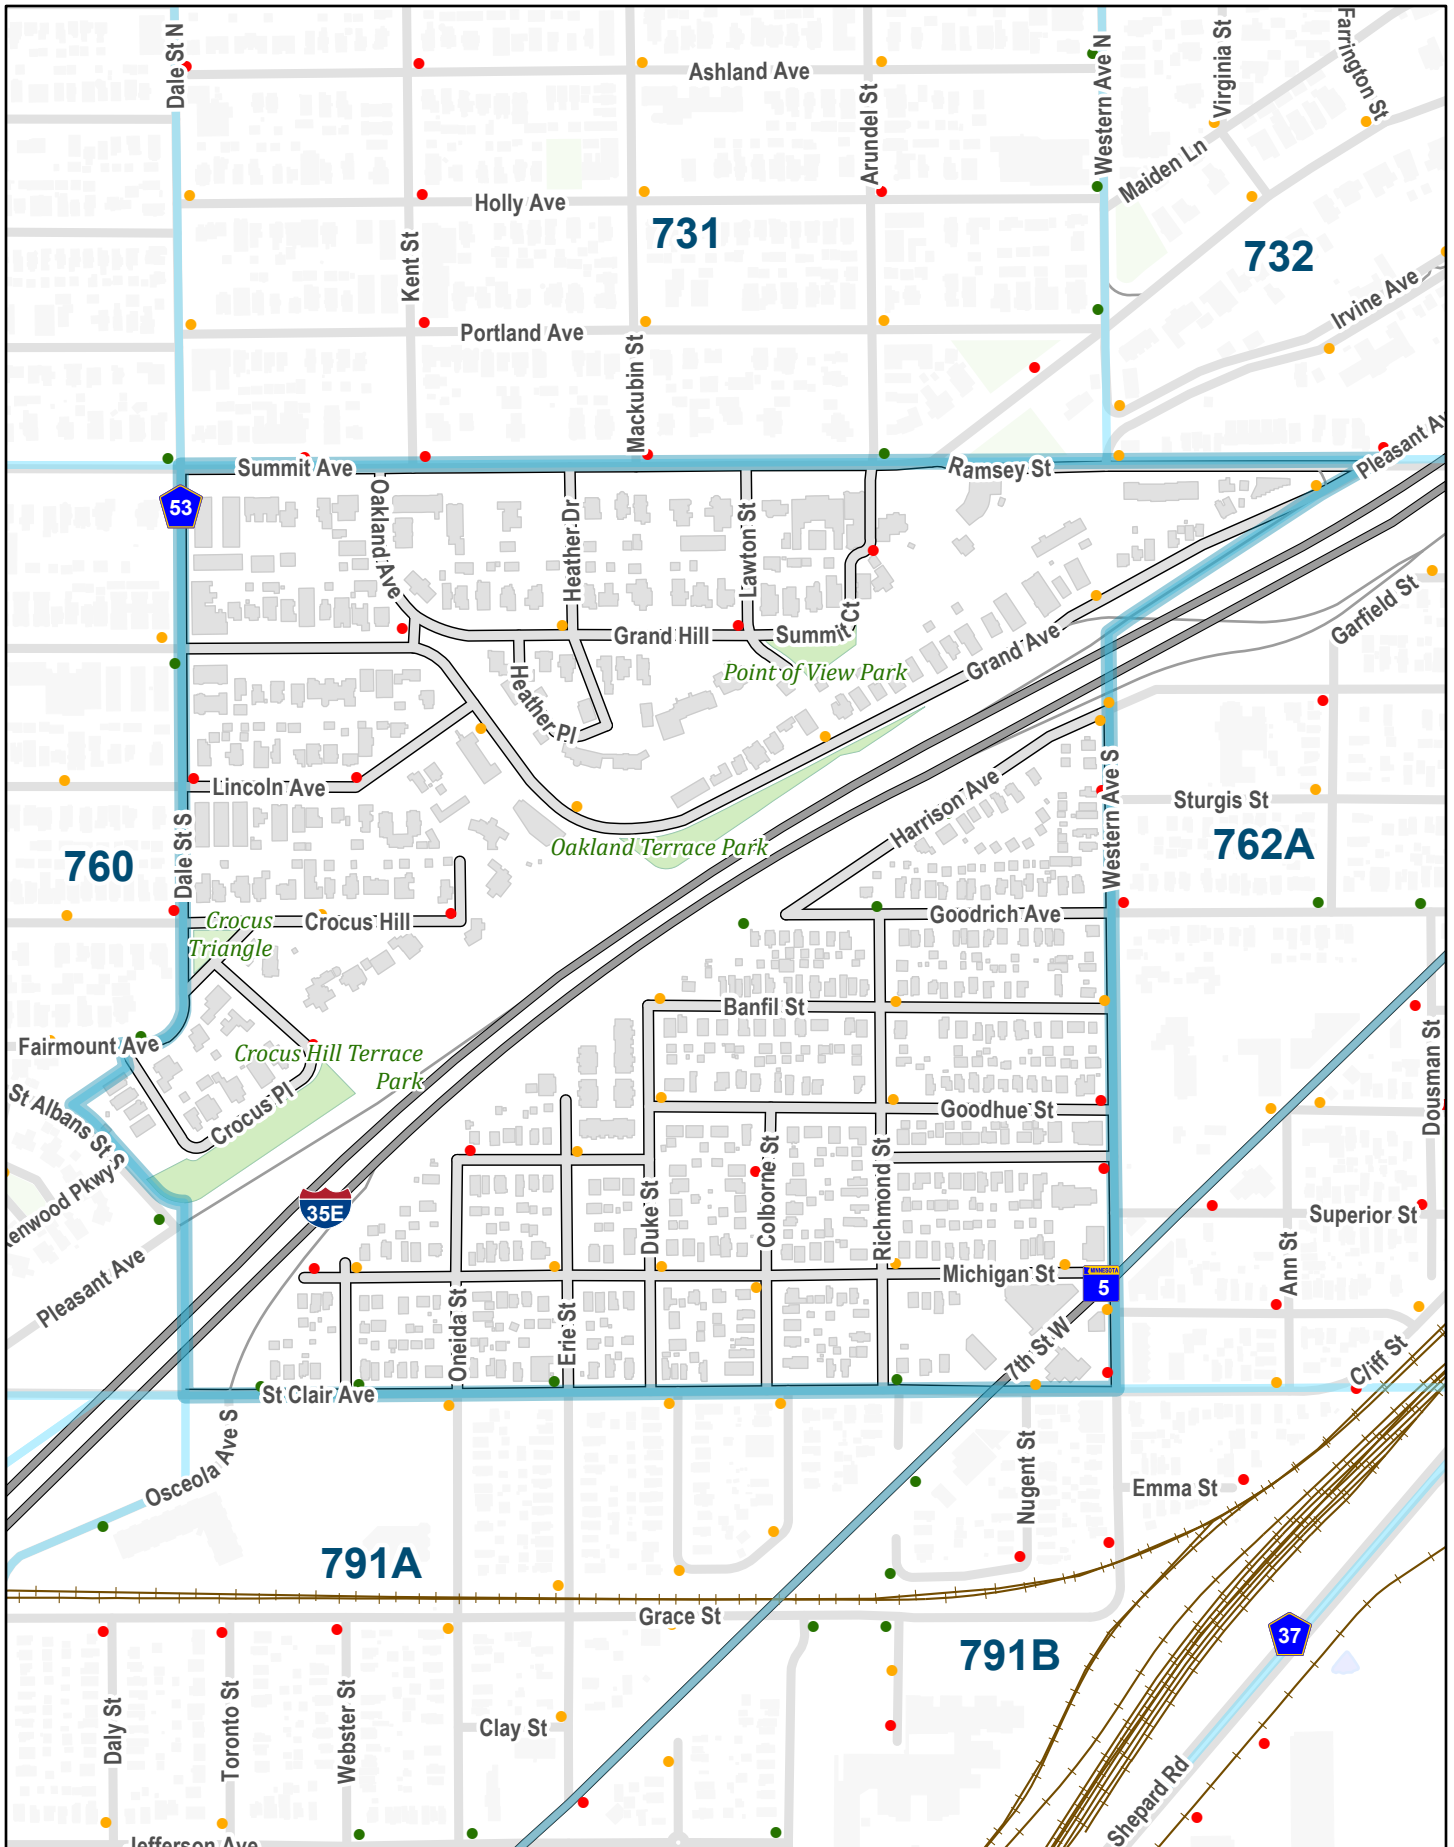 Dale St N
Ashland Ave
Arundel St
Western Ave N
Virginia St
Farrington St
Maiden Ln
Holly Ave
731
732
Kent St
Irvine Ave
Portland Ave
Mackubin St
Summit Ave
Ramsey St
Pleasant Av
53
Oakland Ave
Heather Dr
Lawton St
Garfield St
Grand Hill
Summit Ct
Grand Ave
Point of View Park
Heather Pl
Lincoln Ave
Harrison Ave
Western Ave S
Sturgis St
Dale St S
760
Oakland Terrace Park
762A
Crocus
Triangle
Crocus Hill
Goodrich Ave
Banfil St
Fairmount Ave
Crocus Hill Terrace
Park
Dousman St
St Albans St S
Crocus Pl
Goodhue St
Kenwood Pkwy
35E
Duke St
Colborne St
Richmond St
Superior St
Pleasant Ave
Michigan St
MINNESOTA
5
Ann St
Oneida St
Erie St
7th St W
Cliff St
St Clair Ave
Osceola Ave S
Nugent St
Emma St
791A
Grace St
791B
37
Daly St
Toronto St
Webster St
Clay St
Shepard Rd
Jefferson Ave